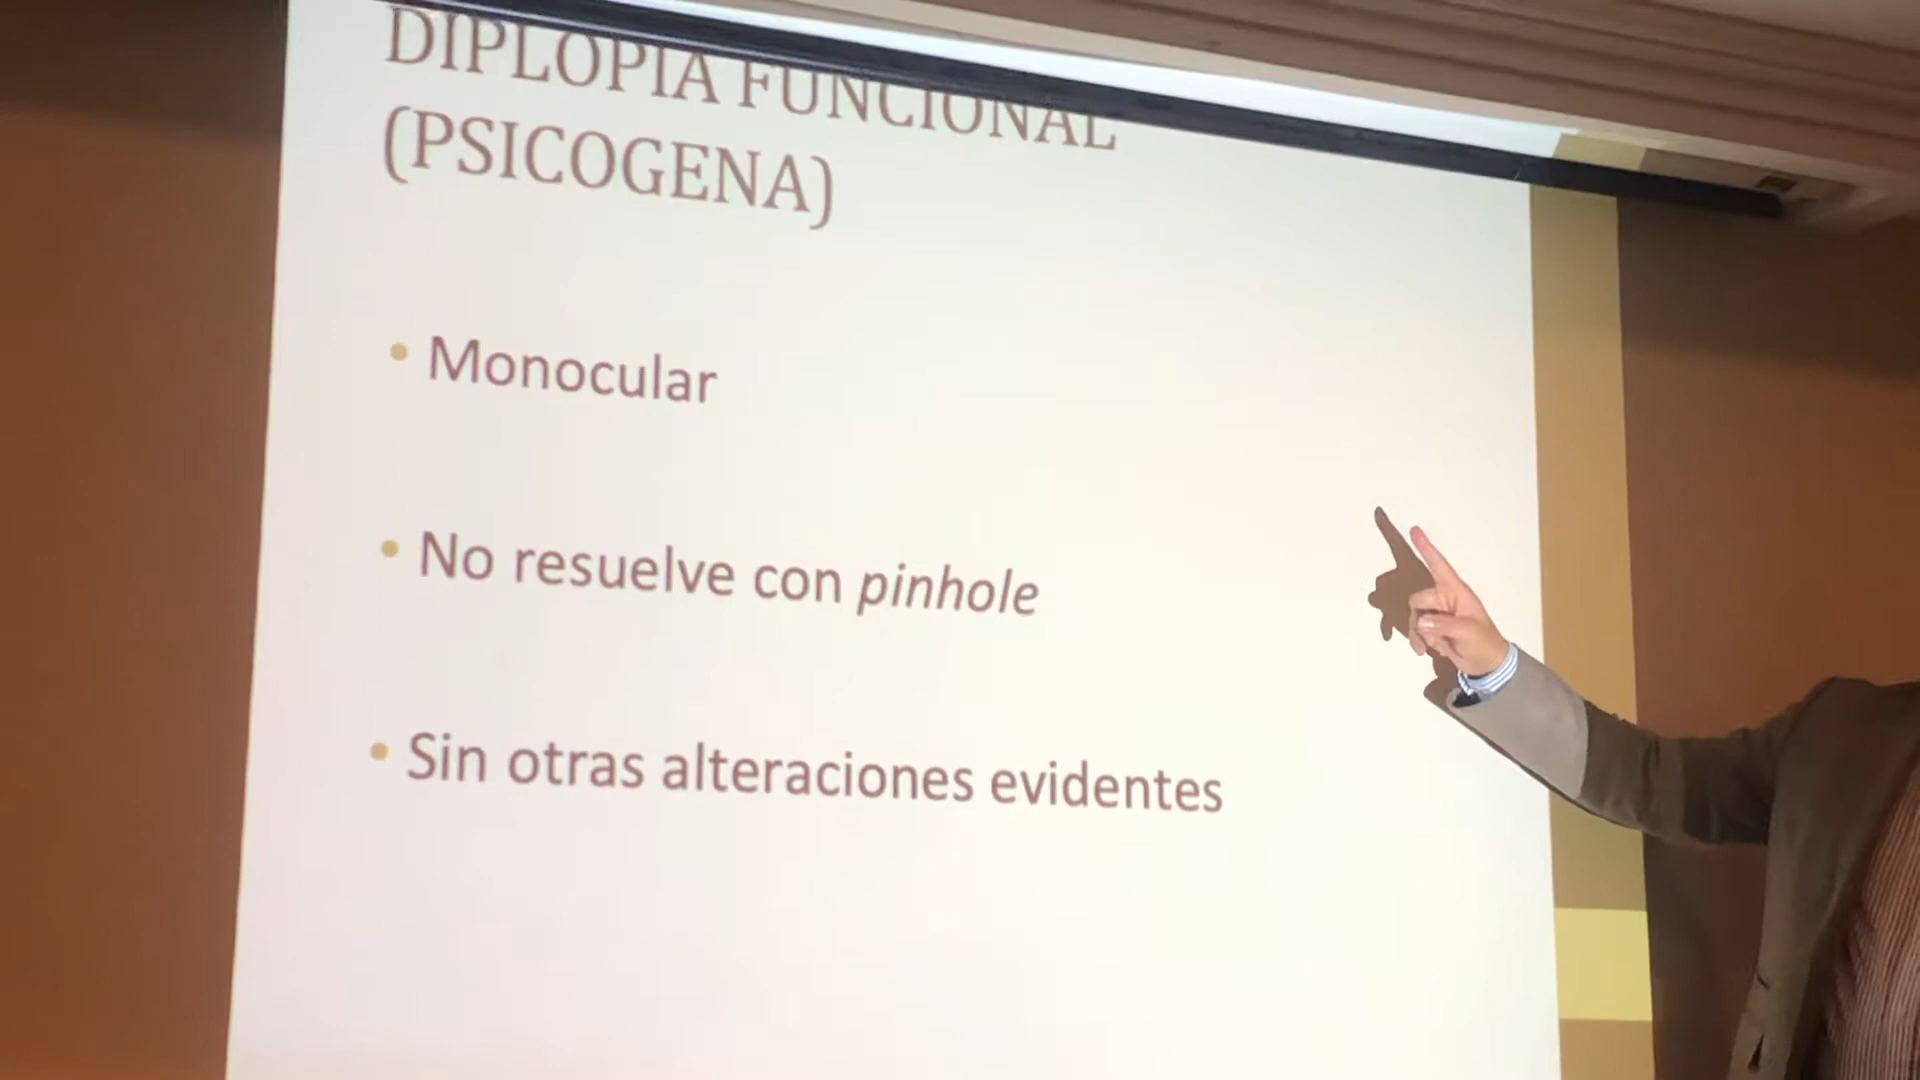 DIPLOPIA FUNCIONAL
(PSICOGENA)
• Monocular
• No resuelve con pinhole
• Sin otras alteraciones evidentes